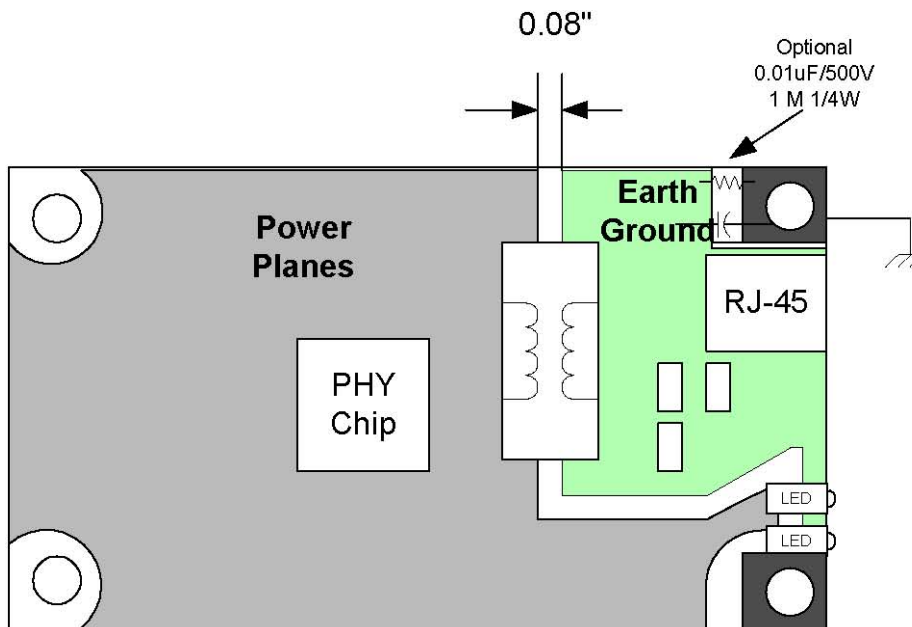 0.08"
Optional
0.01uF/500V
1 M 1/4W
Earth
Ground
Power
Planes
RJ-45
PHY
Chip
LED
LED